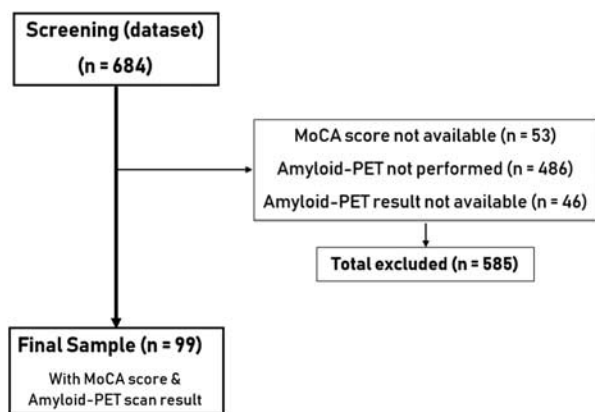 Screening (dataset)
(n = 684)
MoCA score not available (n = 53)
Amyloid-PET not performed (n = 486)
Amyloid-PET result not available (n = 46)
Total excluded (n = 585)
Final Sample (n = 99)
With MoCA score &
Amyloid-PET scan result